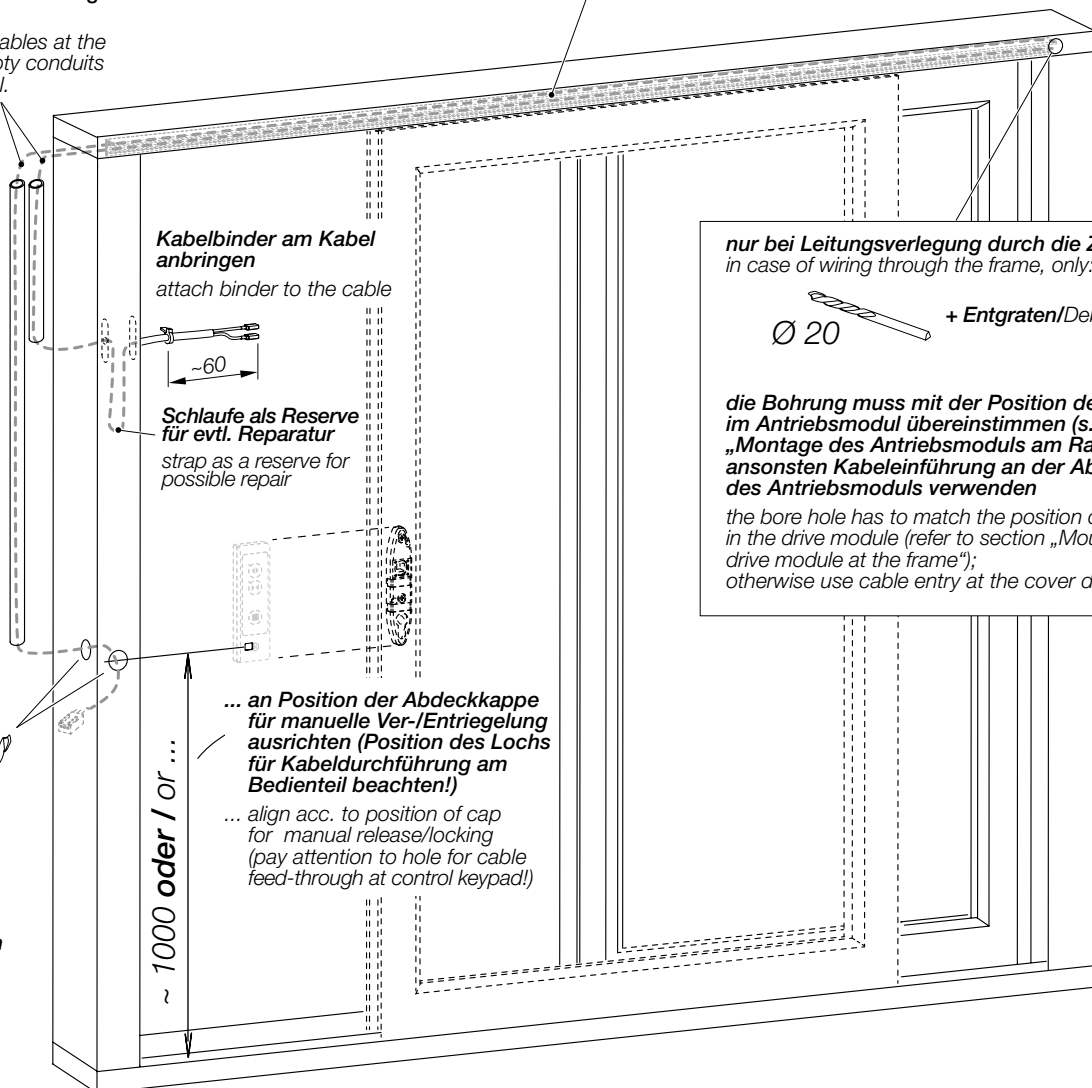 ables at the
pty conduits
l.
Kabelbinder am Kabel
anbringen
attach binder to the cable
~60
Schlaufe als Reserve
für evtl. Reparatur
strap as a reserve for
possible repair
nur bei Leitungsverlegung durch die Z
in case of wiring through the frame, only:
Ø 20
+ Entgraten/De
die Bohrung muss mit der Position de
im Antriebsmodul übereinstimmen (s.
„Montage des Antriebsmoduls am Ra
ansonsten Kabeleinführung an der Ab
des Antriebsmoduls verwenden
the bore hole has to match the position o
in the drive module (refer to section „Mou
drive module at the frame“);
otherwise use cable entry at the cover d
~ 1000 oder / or ...
... an Position der Abdeckkappe
für manuelle Ver-/Entriegelung
ausrichten (Position des Lochs
für Kabeldurchführung am
Bedienteil beachten!)
... align acc. to position of cap
for manual release/locking
(pay attention to hole for cable
feed-through at control keypad!)